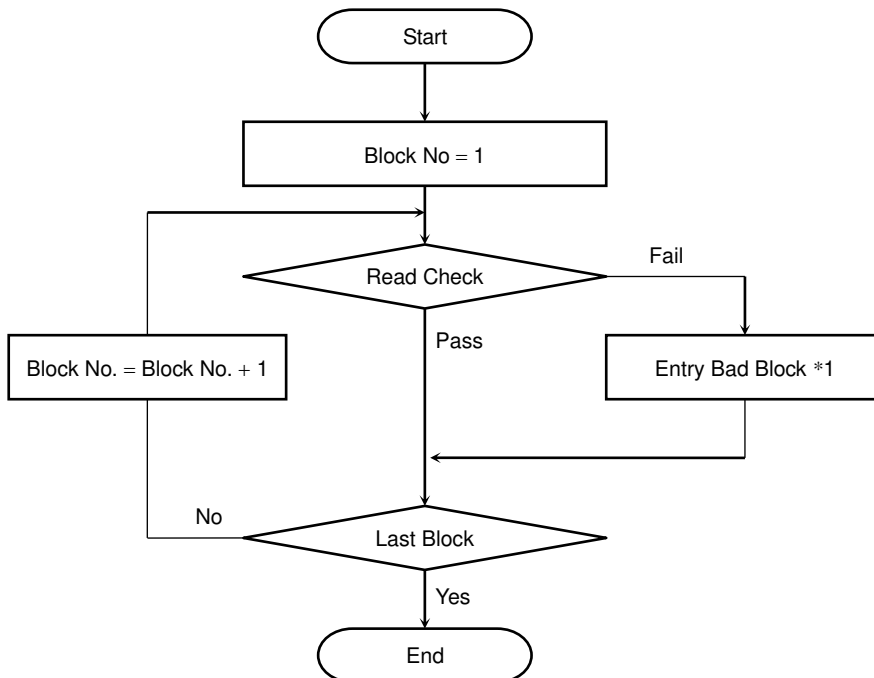 Start
Block No = 1
Read Check
Fail
Pass
Block No. = Block No. + 1
Entry Bad Block *1
No
Last Block
Yes
End